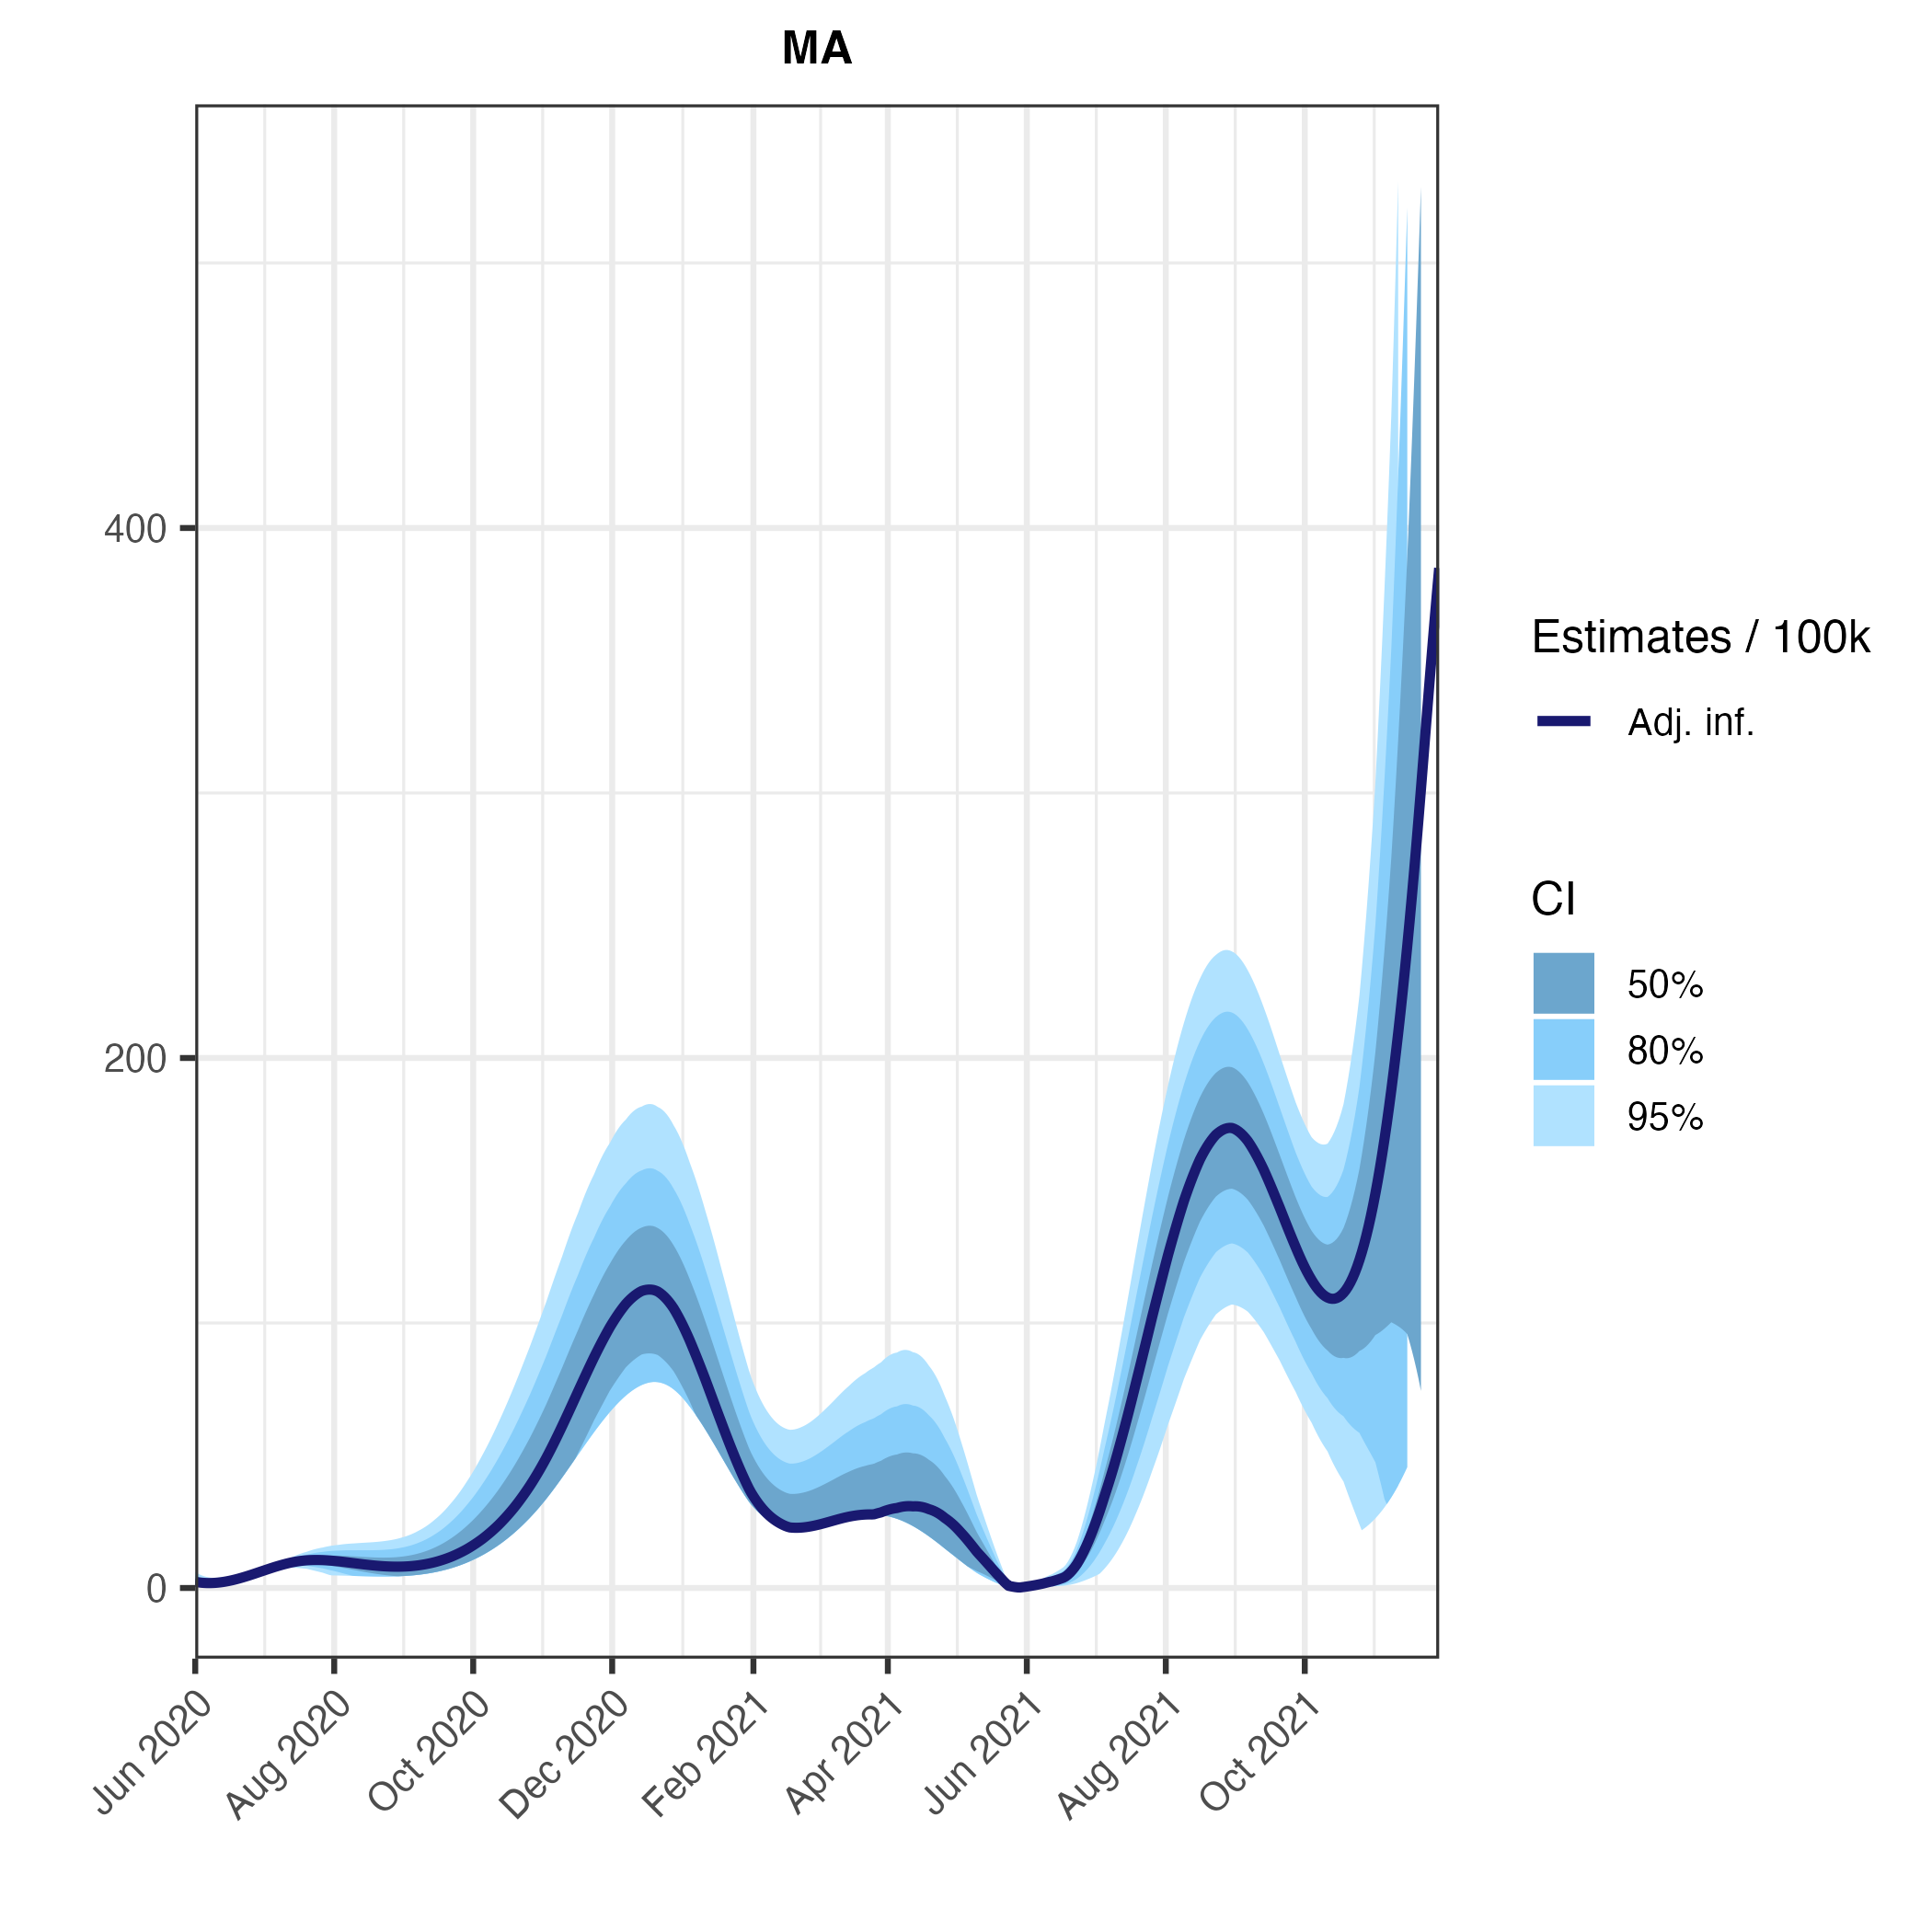 MA
400
200
0
Jun 2020
Aug 2020
Oct 2020
Dec 2020
Feb 2021
Apr 2021
Jun 2021
Aug 2021
Oct 2021
Estimates / 100k
Adj. inf.
CI
50%
80%
95%